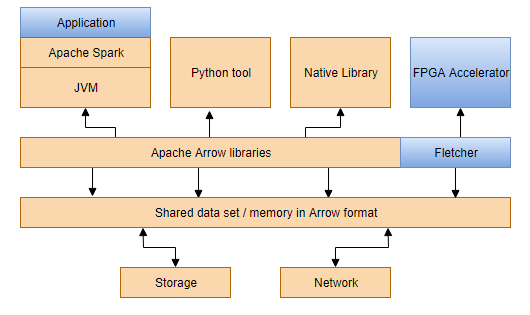 Application
Apache Spark
JVM
Python tool
Native Library
FPGA Accelerator
Apache Arrow libraries
Fletcher
Shared data set / memory in Arrow format
Storage
Network